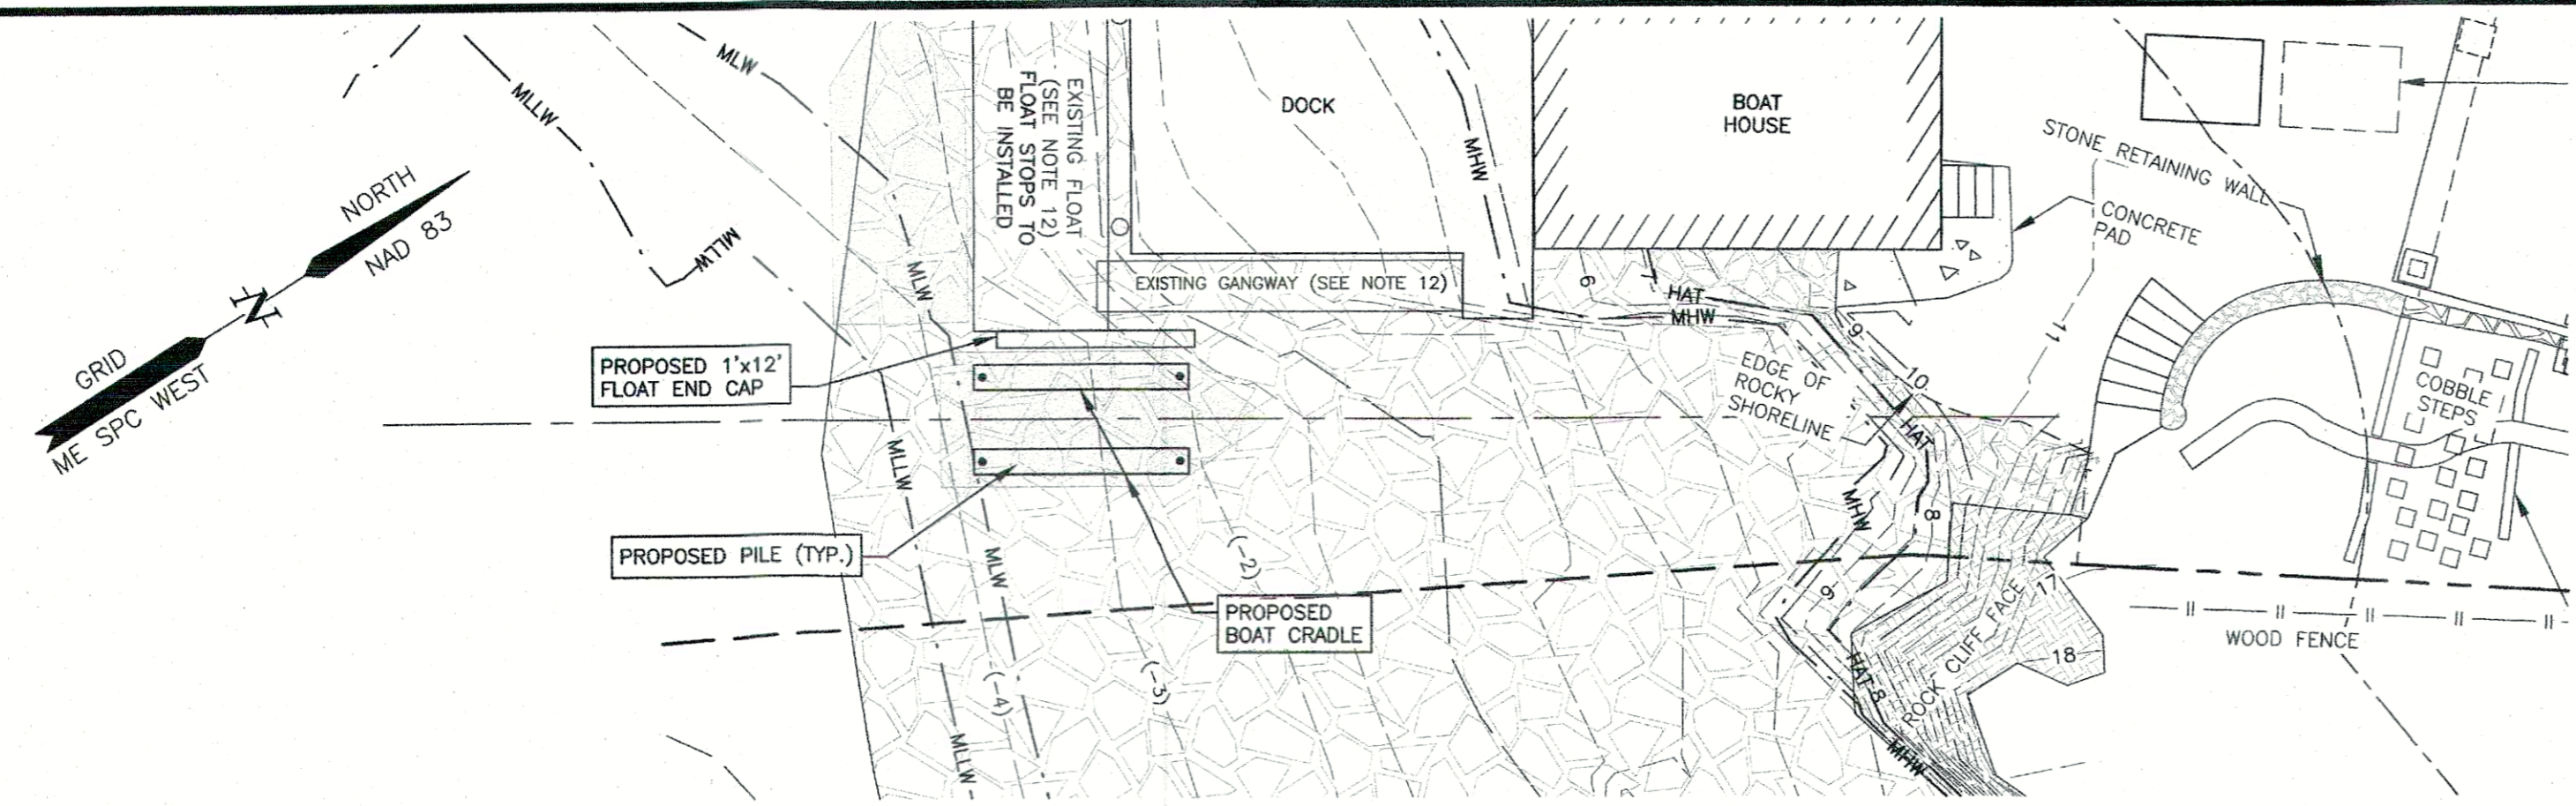 MLLW
MLW
EXISTING FLOAT
(SEE NOTE 12)
FLOAT STOPS TO
BE INSTALLED
DOCK
MHW
BOAT
HOUSE
STONE RETAINING WALL
CONCRETE
PAD
NORTH
NAD 83
N
GRID
ME SPC WEST
MLLW
MLW
EXISTING GANGWAY (SEE NOTE 12)
6
7
HAT
MHW
9
10
11
PROPOSED 1'x12'
FLOAT END CAP
EDGE OF
ROCKY
SHORELINE
HAT
COBBLE
STEPS
MLLW
MHW
8
PROPOSED PILE (TYP.)
MLW
(-2)
PROPOSED
BOAT CRADLE
9
17
18
ROCK CLIFF FACE
WOOD FENCE
(-4)
(-3)
HAT
8
MLLW
MHW